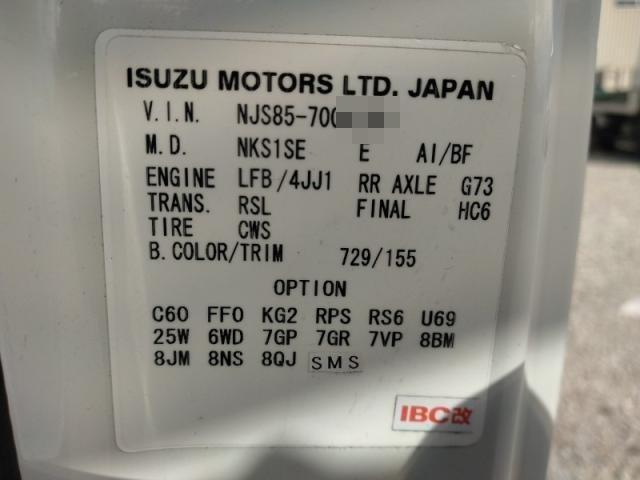 ISUZU MOTORS LTD. JAPAN
V.I.N. NJS85-700
M.D. NKS1SE E AI/BF
ENGINE LFB/4JJ1 RR AXLE G73
TRANS. RSL FINAL HC6
TIRE CWS
B.COLOR/TRIM 729/155
OPTION
C60 FF0 KG2 RPS RS6 U69
25W 6WD 7GP 7GR 7VP 8BM
8JM 8NS 8QJ SMS
IBC改